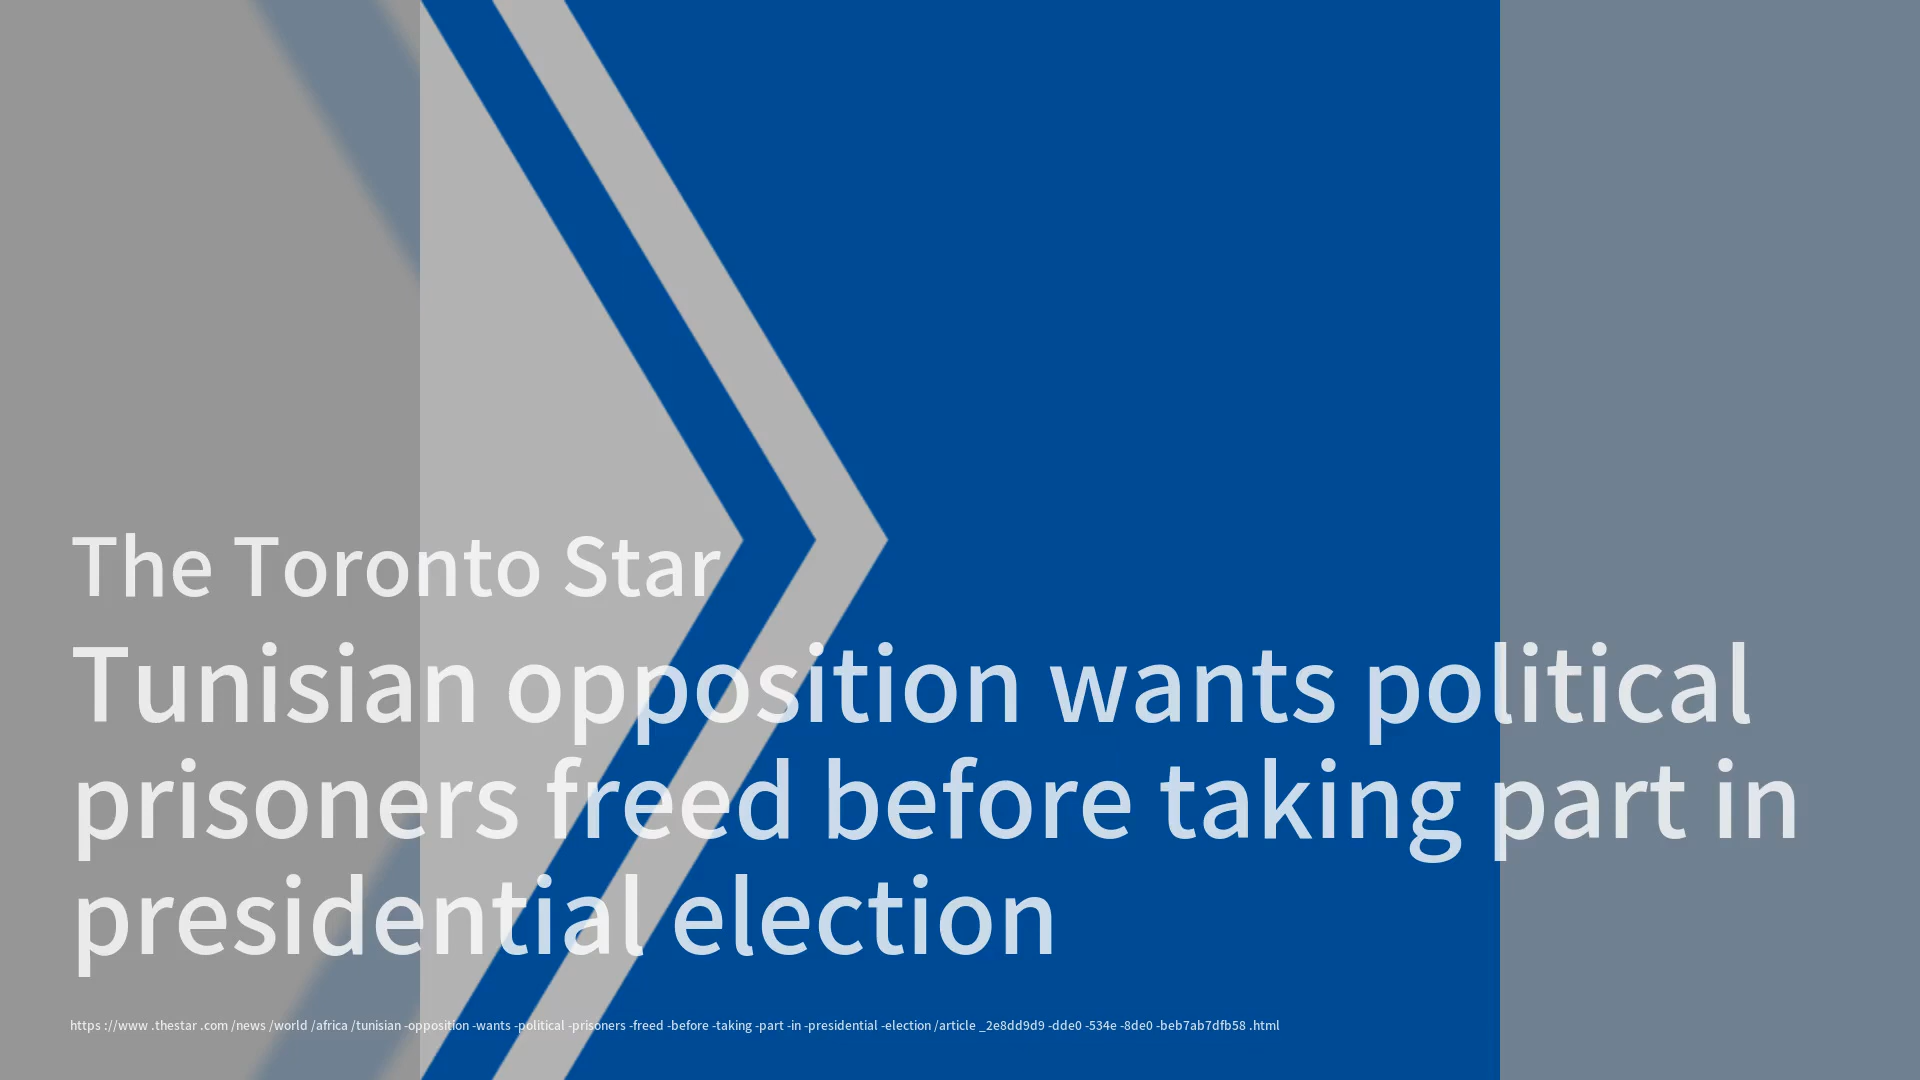 The Toronto Star
Tunisian opposition wants political
prisoners freed before taking part in
presidential election
https ://www .thestar .com /news /world /africa /tunisian -opposition -wants -political -prisoners -freed -before -taking -part -in -presidential -election /article _2e8dd9d9 -dde0 -534e -8de0 -beb7ab7dfb58 .html